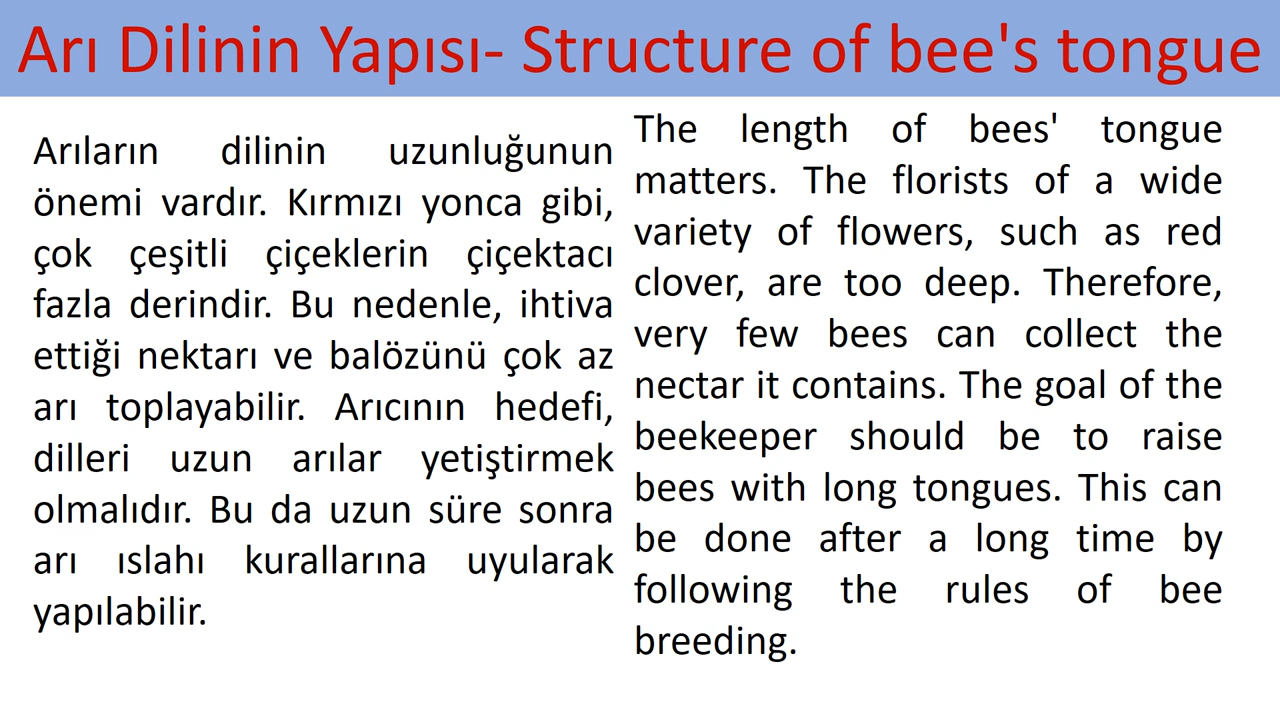 Arı Dilinin Yapısı- Structure of bee's tongue
Arıların dilinin uzunluğunun
önemi vardır. Kırmızı yonca gibi,
çok çeşitli çiçeklerin çiçektacı
fazla derindir. Bu nedenle, ihtiva
ettiği nektarı ve balözünü çok az
arı toplayabilir. Arıcının hedefi,
dilleri uzun arılar yetiştirmek
olmalıdır. Bu da uzun süre sonra
arı ıslahı kurallarına uyularak
yapılabilir.
The length of bees' tongue
matters. The florists of a wide
variety of flowers, such as red
clover, are too deep. Therefore,
very few bees can collect the
nectar it contains. The goal of the
beekeeper should be to raise
bees with long tongues. This can
be done after a long time by
following the rules of bee
breeding.